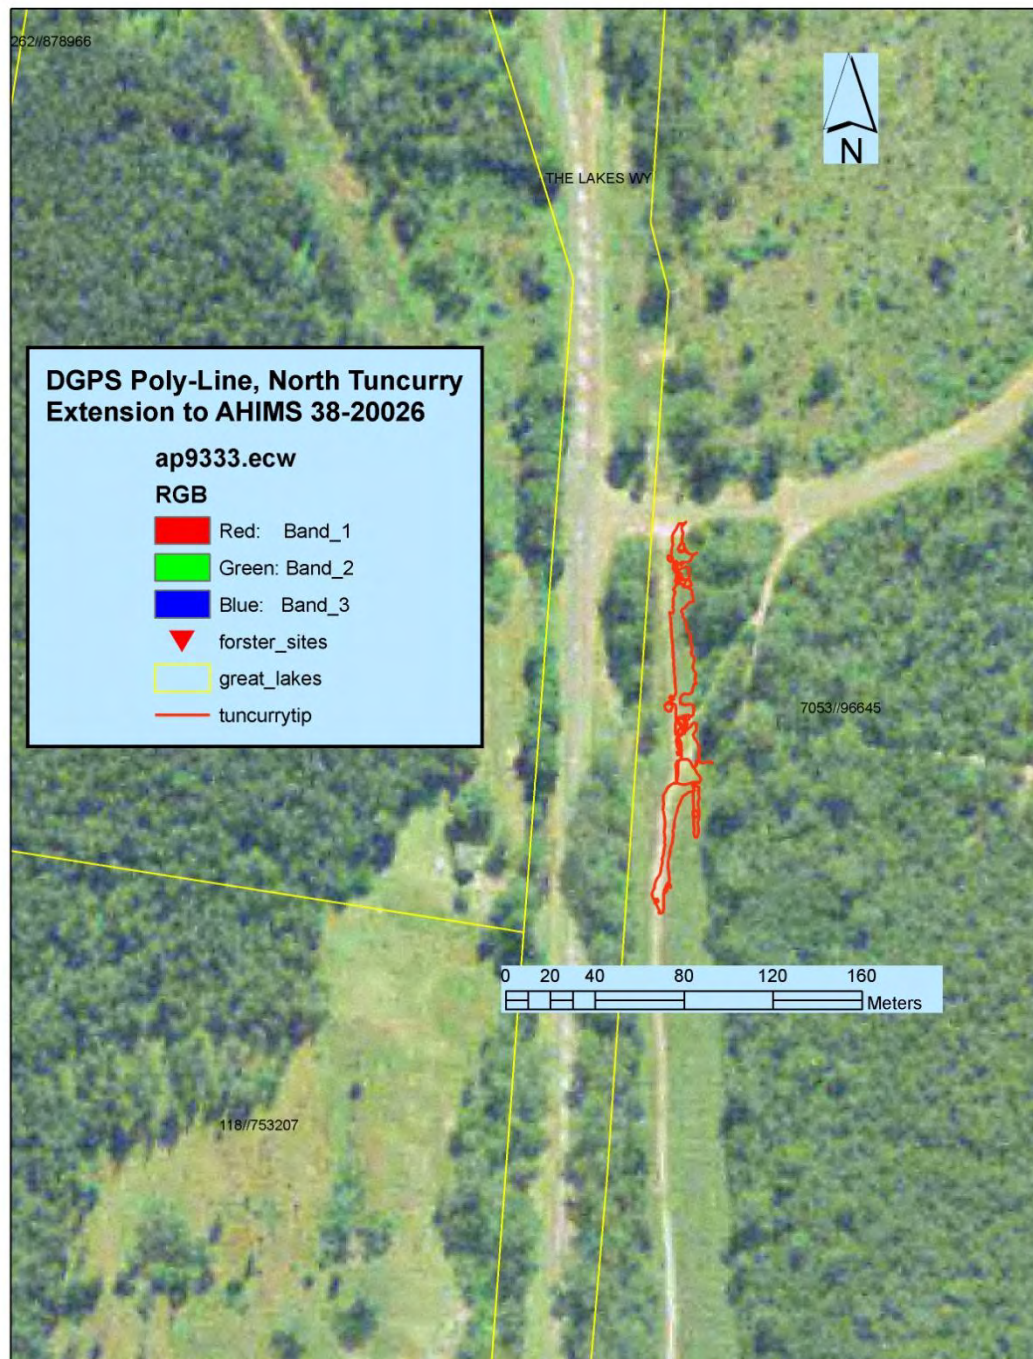 262//878966
THE LAKES WY
N
DGPS Poly-Line, North Tuncurry
Extension to AHIMS 38-20026
ap9333.ecw
RGB
Red: Band_1
Green: Band_2
Blue: Band_3
forster_sites
great_lakes
tuncurrytip
7053//96645
0 20 40 80 120 160
Meters
118//753207